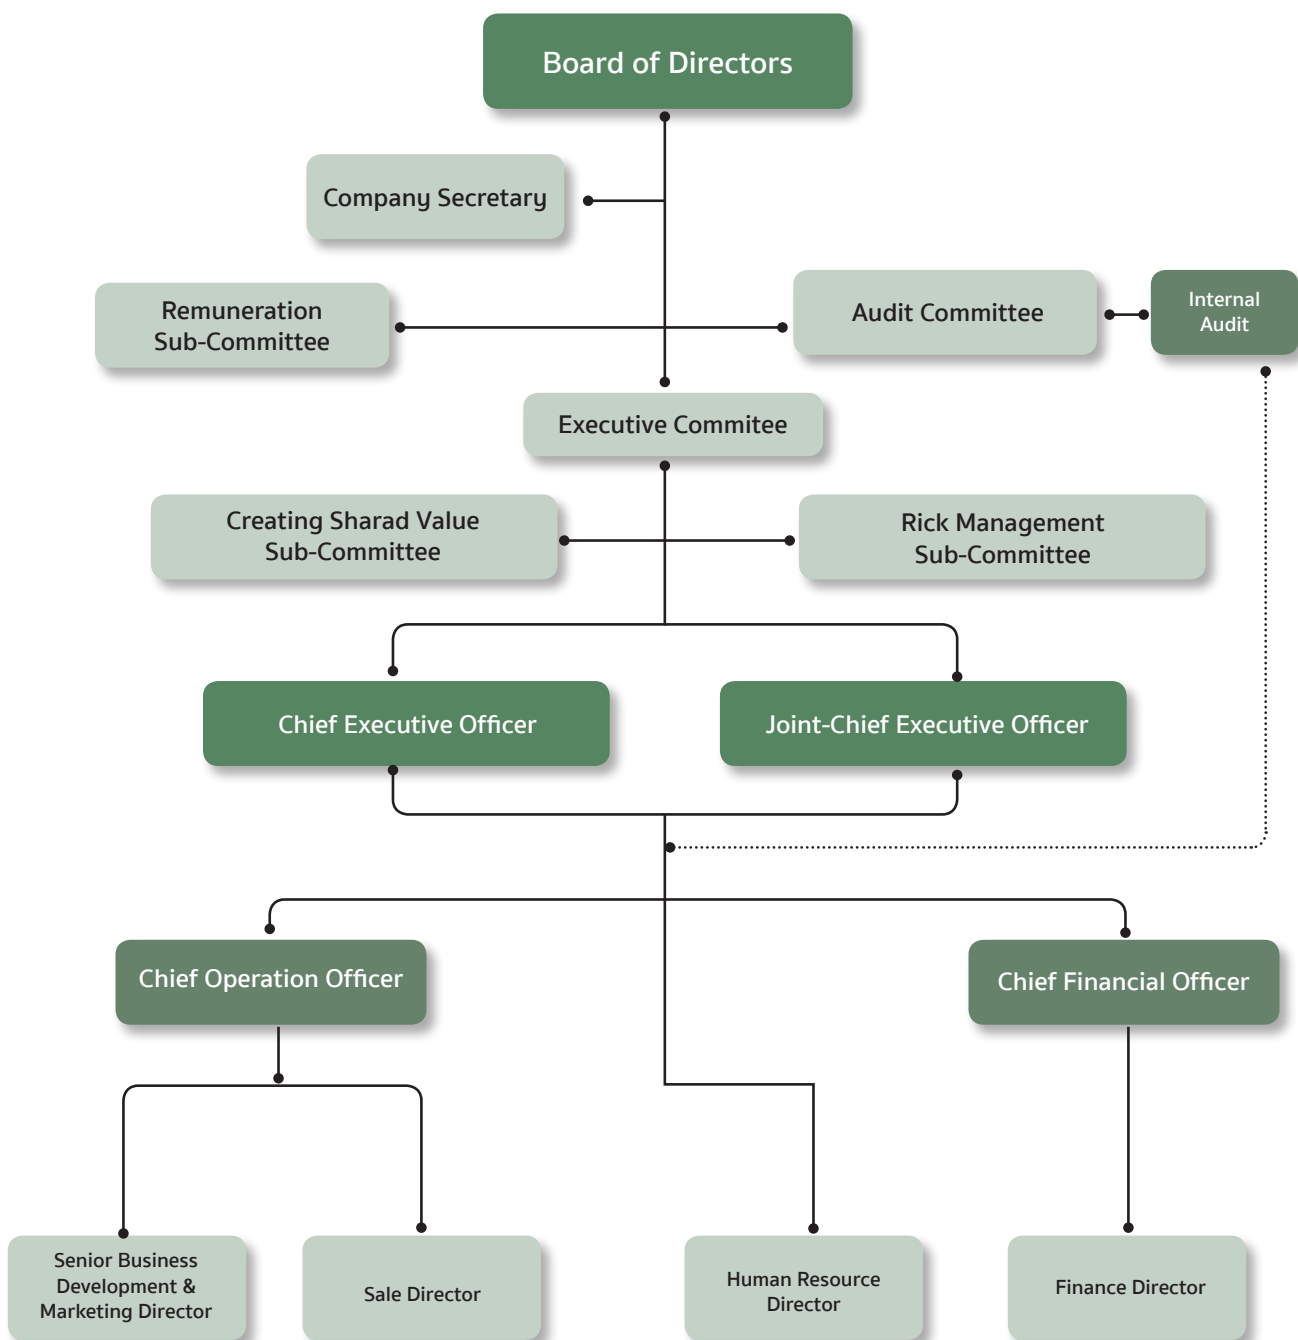 Board of Directors
Company Secretary
Remuneration
Sub-Committee
Audit Committee
Internal
Audit
Executive Commitee
Creating Sharad Value
Sub-Committee
Rick Management
Sub-Committee
Chief Executive Officer
Joint-Chief Executive Officer
Chief Operation Officer
Chief Financial Officer
Senior Business
Development &
Marketing Director
Sale Director
Human Resource
Director
Finance Director